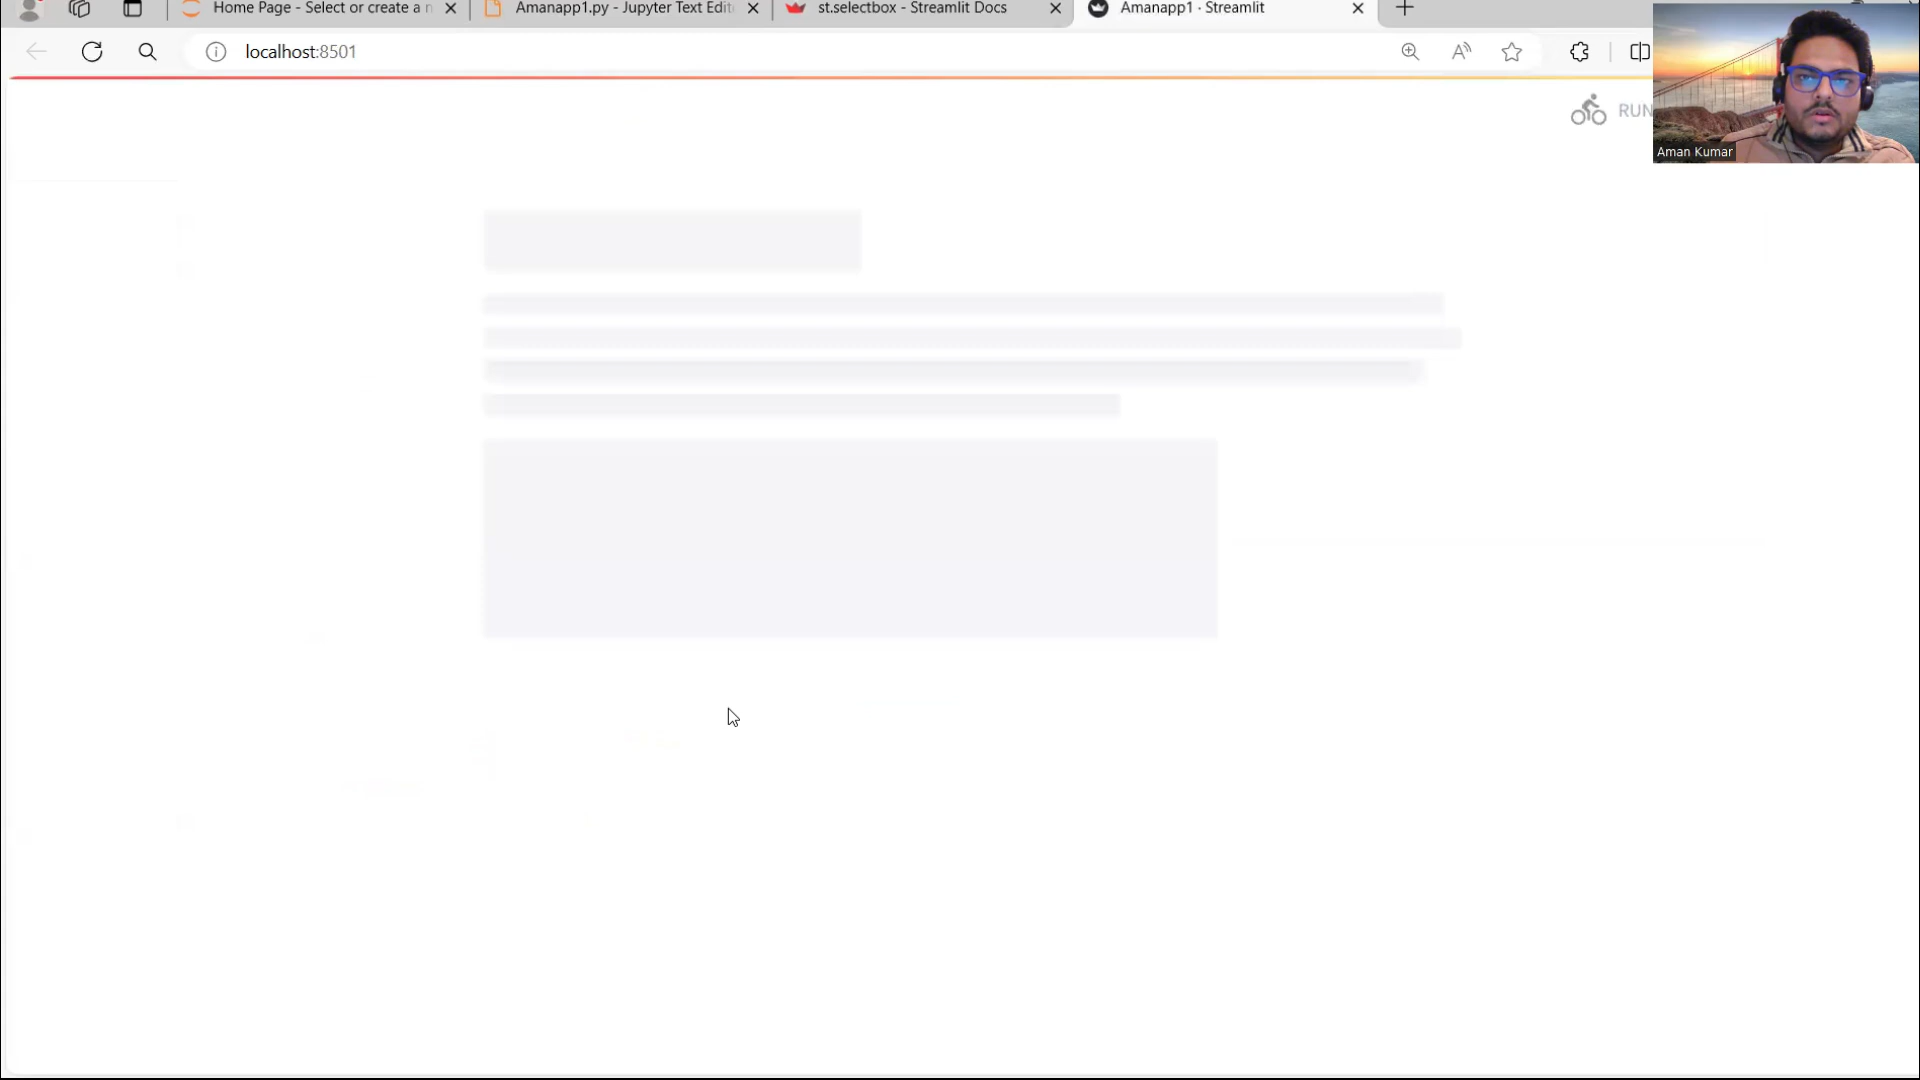 Home Page - Select or create a n
Amanapp1.py - Jupyter Text Edit
st.selectbox - Streamlit Docs
Amanapp1 · Streamlit
localhost:8501
RUN
Aman Kumar